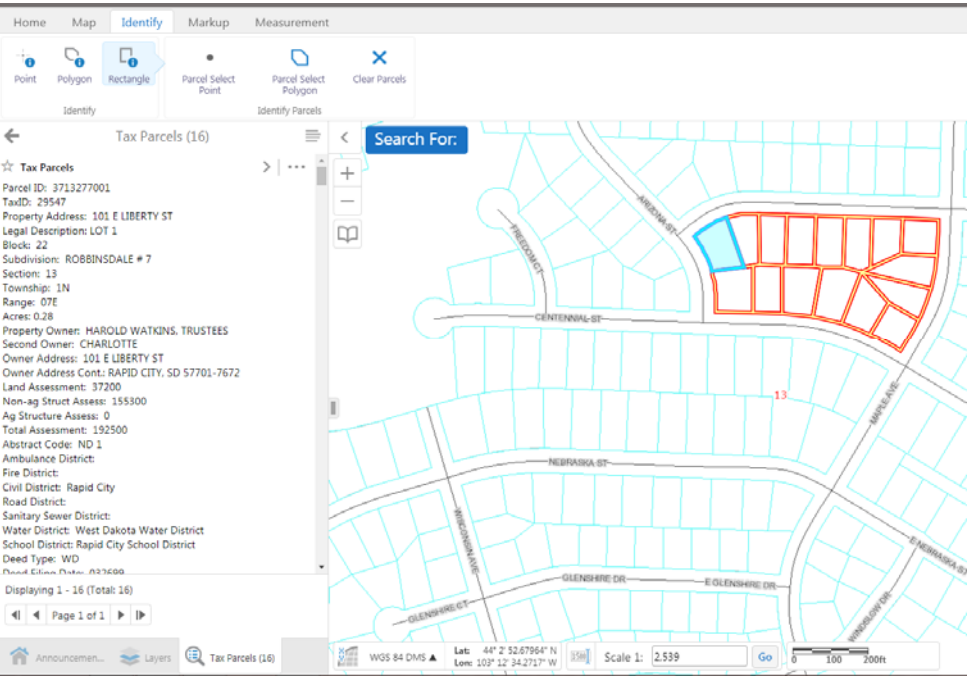 Home Map Identify Markup Measurement
Point Polygon Rectangle Parcel Select Point Parcel Select Polygon Clear Parcels
Identify Identify Parcels
Tax Parcels (16)
Search For:
Tax Parcels
Parcel ID: 3713277001
TaxID: 29547
Property Address: 101 E LIBERTY ST
Legal Description: LOT 1
Block: 22
Subdivision: ROBBINSDALE # 7
Section: 13
Township: 1N
Range: 07E
Acres: 0.28
Property Owner: HAROLD WATKINS, TRUSTEES
Second Owner: CHARLOTTE
Owner Address: 101 E LIBERTY ST
Owner Address Cont.: RAPID CITY, SD 57701-7672
Land Assessment: 37200
Non-ag Struct Assess: 155300
Ag Structure Assess: 0
Total Assessment: 192500
Abstract Code: ND 1
Ambulance District:
Fire District:
Civil District: Rapid City
Road District:
Sanitary Sewer District:
Water District: West Dakota Water District
School District: Rapid City School District
Deed Type: WD
Deed Filing Date: 032699
Displaying 1 - 16 (Total: 16)
Page 1 of 1
Announcemen... Layers Tax Parcels (16)
ARIZONA ST
FREEDOM CT
CENTENNIAL ST
13
MAPLE AVE
NEBRASKA ST
WISCONSIN AVE
E NEBRASKA ST
GLENSHIRE DR
E GLENSHIRE DR
GLENSHIRE CT
WINDSLOW DR
WGS 84 DMS
Lat: 44° 2' 52.67964" N
Lon: 103° 12' 34.2717" W
Scale 1: 2,539 Go
0 100 200ft